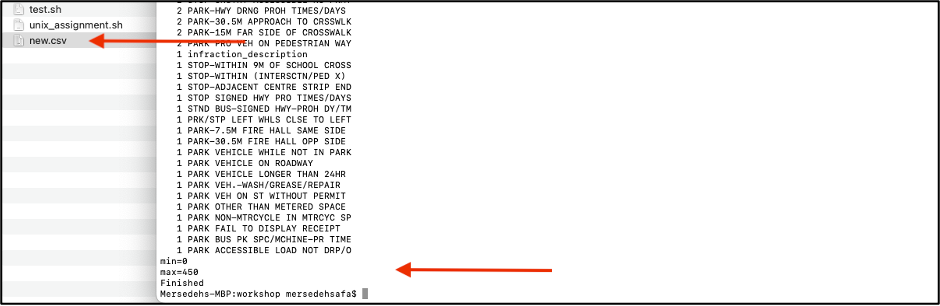 test.sh
unix_assignment.sh
new.csv
2 PARK-HWY DRNG PROH TIMES/DAYS
2 PARK-30.5M APPROACH TO CRSSWLK
2 PARK-15M FAR SIDE OF CROSSWALK
2 PARK PRO VEH ON PEDESTRIAN WAY
1 infraction_description
1 STOP-WITHIN 9M OF SCHOOL CROSS
1 STOP-WITHIN (INTERSCTN/PED X)
1 STOP-ADJACENT CENTRE STRIP END
1 STOP SIGNED HWY PRO TIMES/DAYS
1 STND BUS-SIGNED HWY-PROH DY/TM
1 PRK/STP LEFT WHLS CLSE TO LEFT
1 PARK-7.5M FIRE HALL SAME SIDE
1 PARK-30.5M FIRE HALL OPP SIDE
1 PARK VEHICLE WHILE NOT IN PARK
1 PARK VEHICLE ON ROADWAY
1 PARK VEHICLE LONGER THAN 24HR
1 PARK VEH.-WASH/GREASE/REPAIR
1 PARK VEH ON ST WITHOUT PERMIT
1 PARK OTHER THAN METERED SPACE
1 PARK NON-MTRCYCLE IN MTRCYC SP
1 PARK FAIL TO DISPLAY RECEIPT
1 PARK BUS PK SPC/MCHINE-PR TIME
1 PARK ACCESSIBLE LOAD NOT DRP/O
min=0
max=450
Finished
Mersedehs-MBP:workshop mersedehsafa$